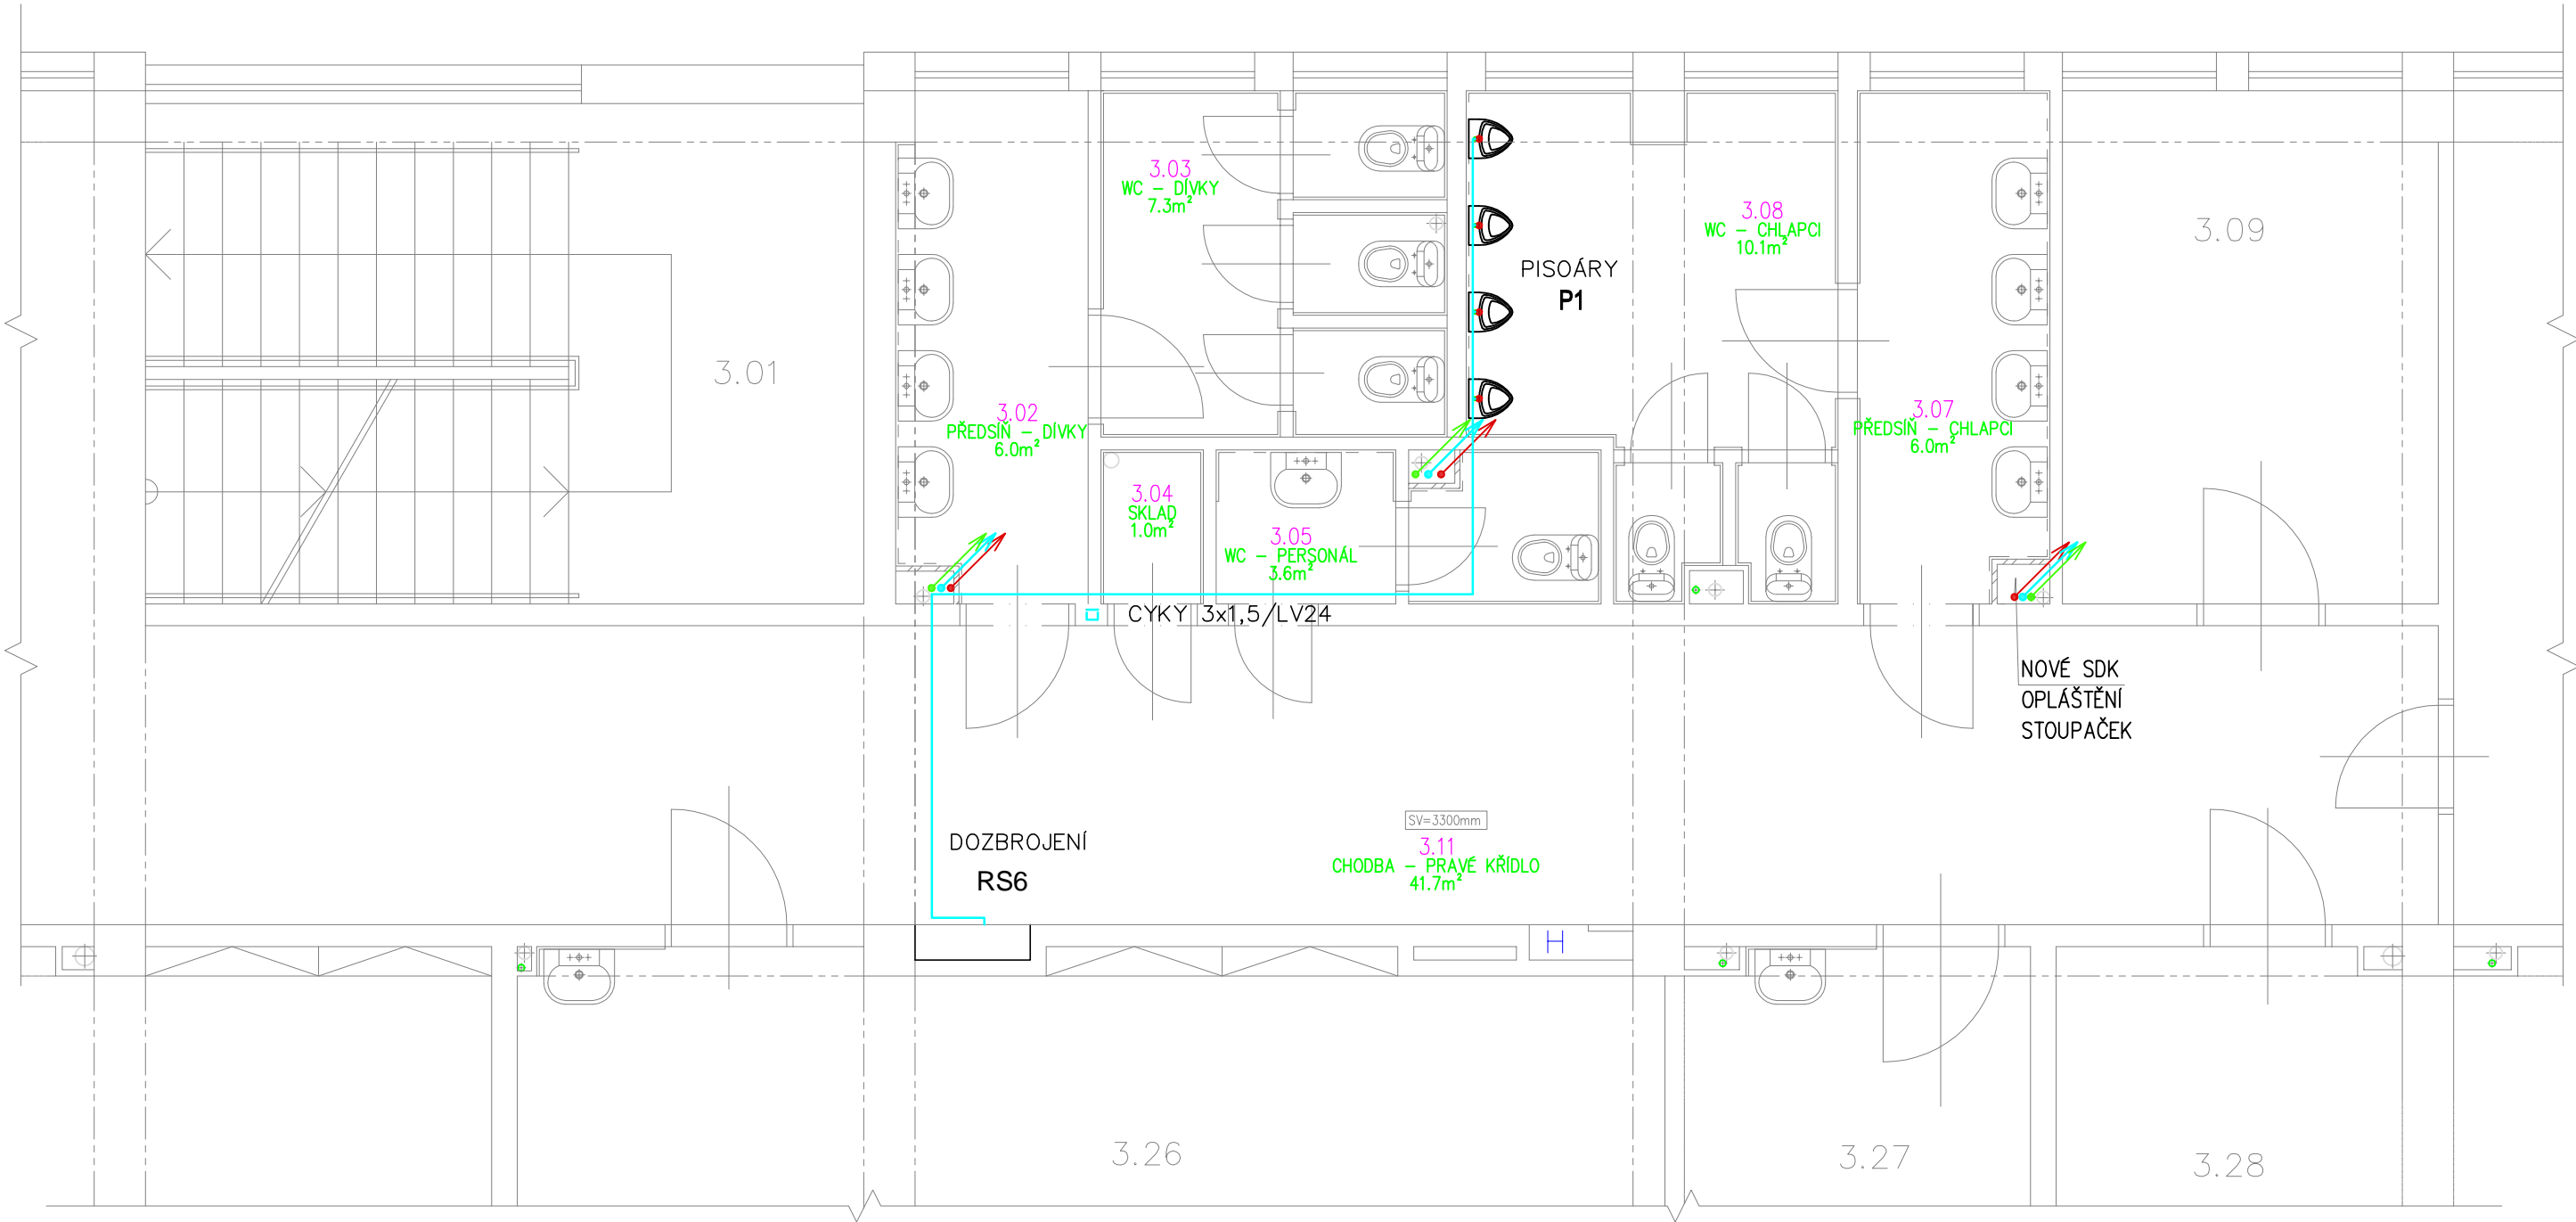 3.03
WC - DÍVKY
7.3m²
3.08
WC - CHLAPCI
10.1m²
3.09
PISOÁRY
P1
3.01
3.02
PŘEDSÍŇ - DÍVKY
6.0m²
3.07
PŘEDSÍŇ - CHLAPCI
6.0m²
3.04
SKLAD
1.0m²
3.05
WC - PERSONÁL
3.6m²
CYKY 3x1,5/LV24
NOVÉ SDK
OPLÁŠTĚNÍ
STOUPAČEK
SV=3300mm
3.11
CHODBA - PRAVÉ KŘÍDLO
41.7m²
DOZBROJENÍ
RS6
H
3.26
3.27
3.28